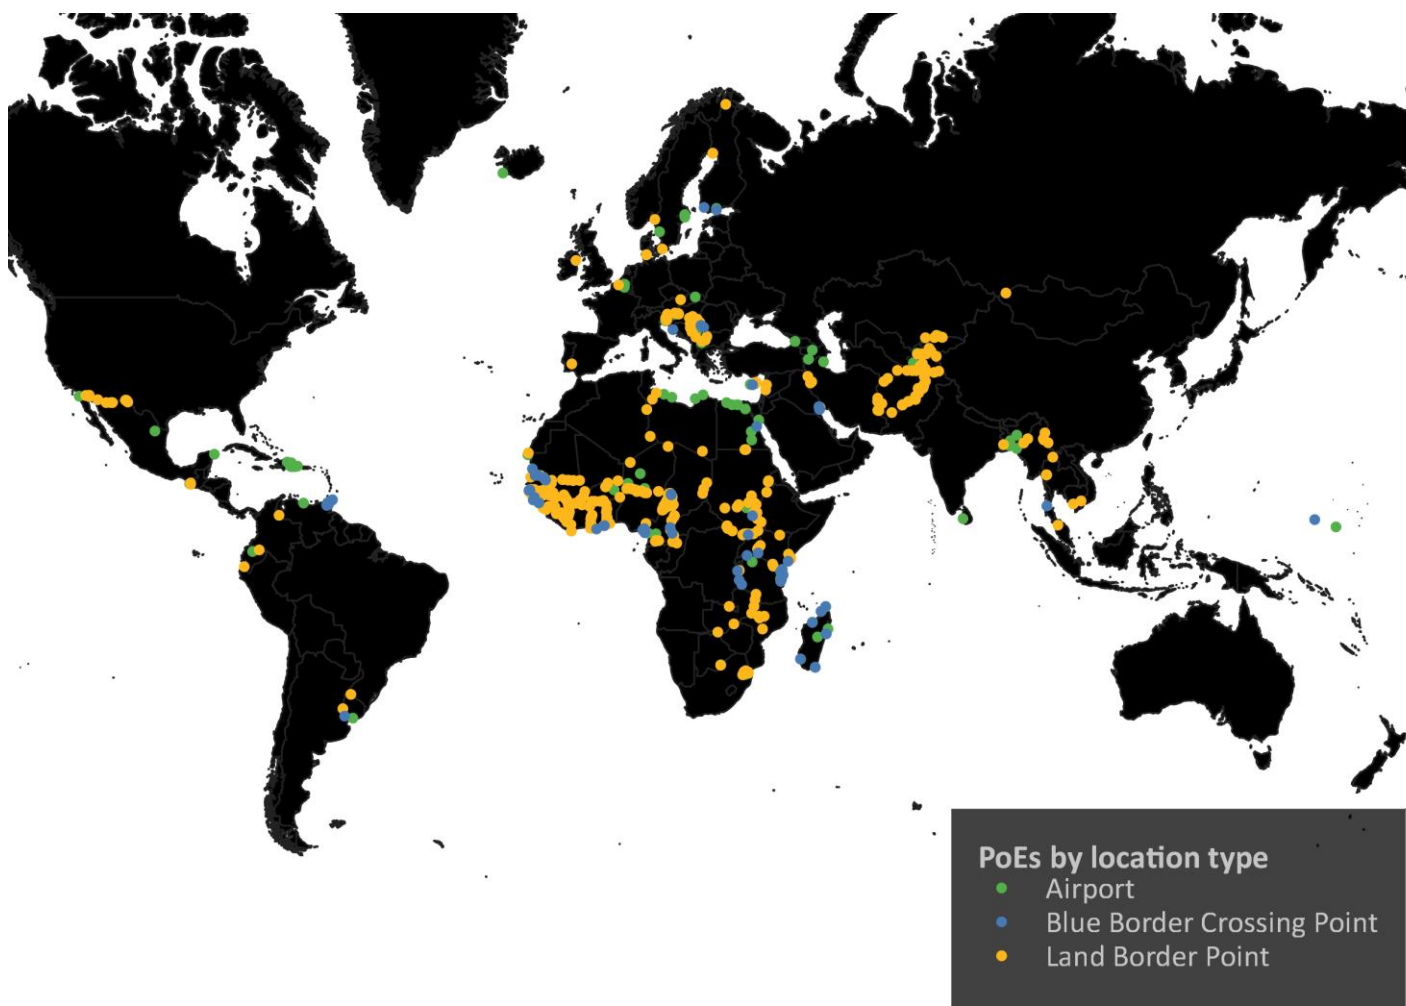 PoEs by location type
Airport
Blue Border Crossing Point
Land Border Point